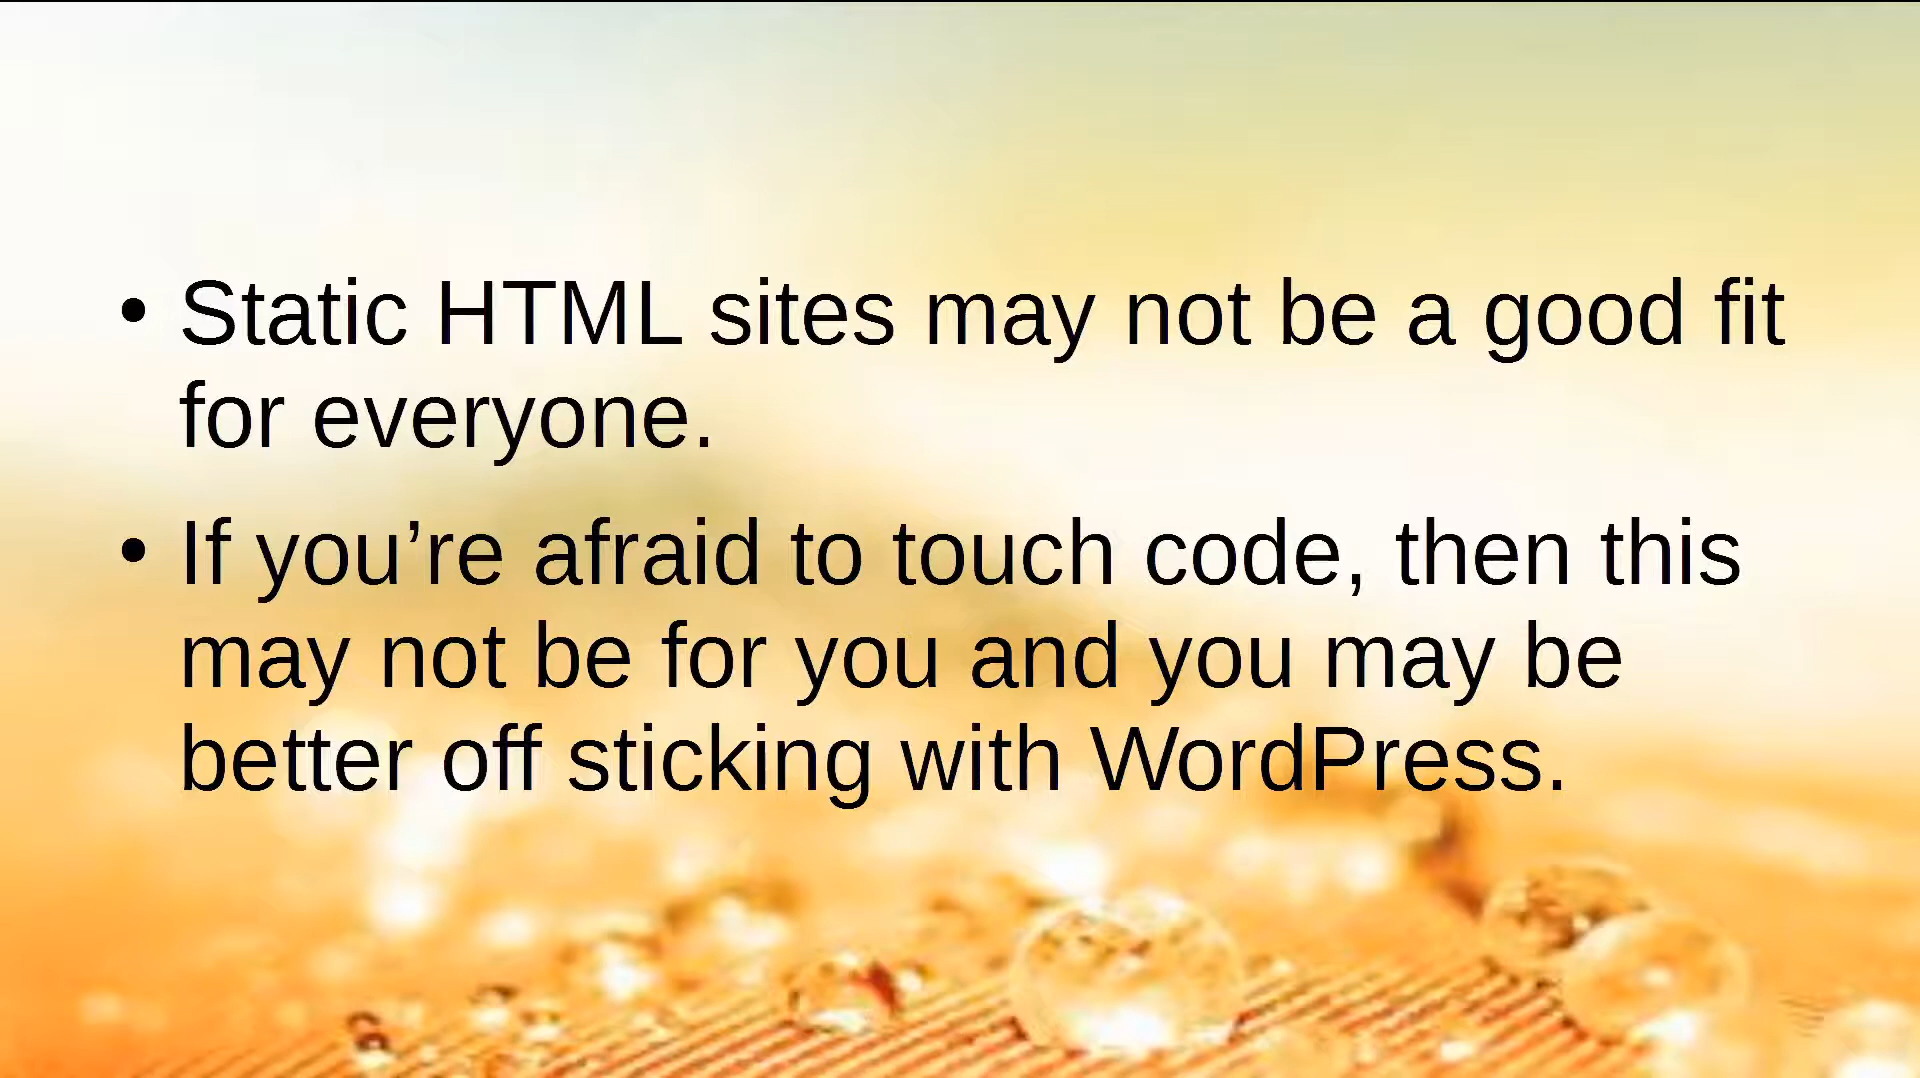 • Static HTML sites may not be a good fit
for everyone.
• If you’re afraid to touch code, then this
may not be for you and you may be
better off sticking with WordPress.